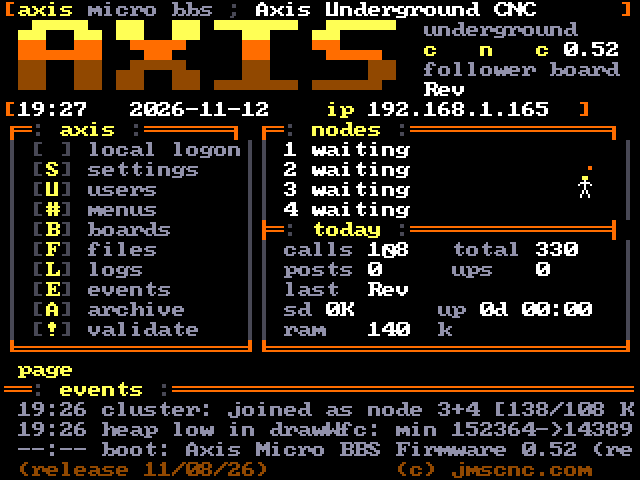 [axis micro bbs ; Axis Underground CNC ]
AXIS
underground
c n c 0.52
follower board
Rev
[19:27 2026-11-12 ip 192.168.1.165 ]
: axis :
[ ] local logon
[S] settings
[U] users
[#] menus
[B] boards
[F] files
[L] logs
[E] events
[A] archive
[!] validate
: nodes :
1 waiting
2 waiting
3 waiting
4 waiting
: today :
calls 108 total 330
posts 0 ups 0
last Rev
sd 0K up 0d 00:00
ram 140 k
page
: events :
19:26 cluster: joined as node 3+4 [138/108 K
19:26 heap low in min 152364->14389
--:-- boot: Axis Micro BBS Firmware 0.52 (re
(release 11/08/26) (c) jmscnc.com